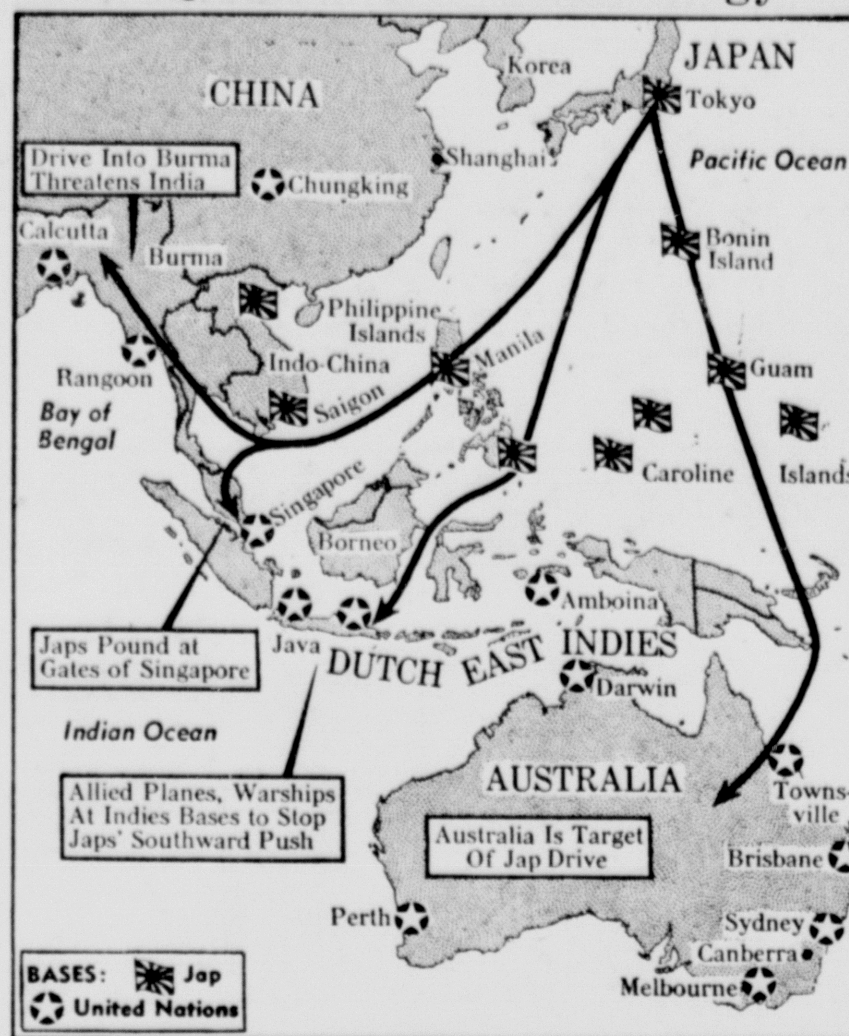 JAPAN
Korea
CHINA
Tokyo
Shanghai
Pacific Ocean
Drive Into Burma
Threatens India
Chungking
Calcutta
Burma
Bonin
Island
Philippine
Islands
Manila
Indo-China
Guam
Rangoon
Saigon
Bay of
Bengal
Caroline
Islands
Singapore
Borneo
Amboina
Java
Japs Pound at
Gates of Singapore
DUTCH EAST INDIES
Darwin
Indian Ocean
AUSTRALIA
Allied Planes, Warships
At Indies Bases to Stop
Japs' Southward Push
Towns-
ville
Australia Is Target
Of Jap Drive
Brisbane
Perth
Sydney
Canberra
Melbourne
BASES: Jap
United Nations